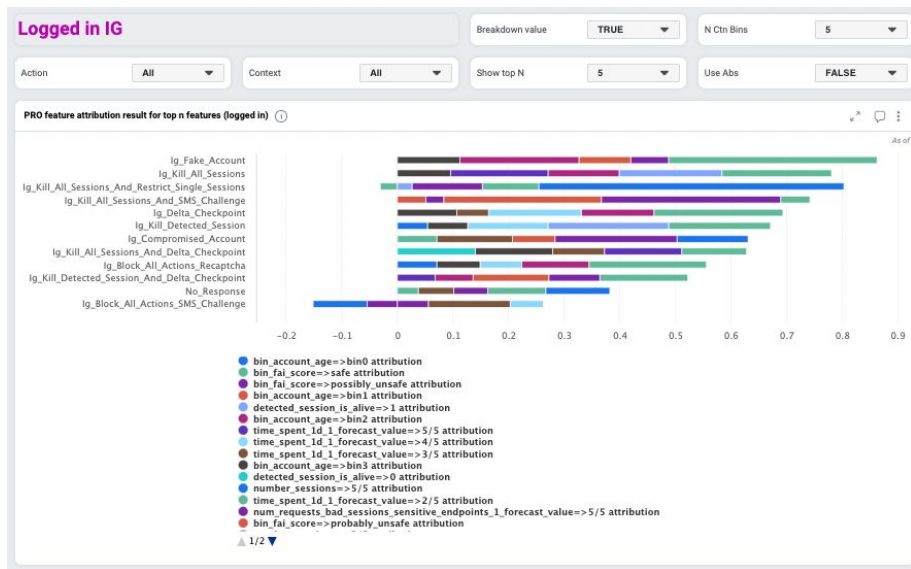 Logged in IG
Breakdown value TRUE
N Ctn Bins 5
Action All
Context All
Show top N 5
Use Abs FALSE
PRO feature attribution result for top n features (logged in)
As of
Ig_Fake_Account
Ig_Kill_All_Sessions
Ig_Kill_All_Sessions_And_Restrict_Single_Sessions
Ig_Kill_All_Sessions_And_SMS_Challenge
Ig_Delta_Checkpoint
Ig_Kill_Detected_Session
Ig_Compromised_Account
Ig_Kill_All_Sessions_And_Delta_Checkpoint
Ig_Block_All_Actions_Recaptcha
Ig_Kill_Detected_Session_And_Delta_Checkpoint
No_Response
Ig_Block_All_Actions_SMS_Challenge
-0.2 -0.1 0 0.1 0.2 0.3 0.4 0.5 0.6 0.7 0.8 0.9
bin_account_age=>bin0 attribution
bin_fai_score=>safe attribution
bin_fai_score=>possibly_unsafe attribution
bin_account_age=>bin1 attribution
detected_session_is_alive=>1 attribution
bin_account_age=>bin2 attribution
time_spent_1d_1_forecast_value=>5/5 attribution
time_spent_1d_1_forecast_value=>4/5 attribution
time_spent_1d_1_forecast_value=>3/5 attribution
bin_account_age=>bin3 attribution
detected_session_is_alive=>0 attribution
number_sessions=>5/5 attribution
time_spent_1d_1_forecast_value=>2/5 attribution
num_requests_bad_sessions_sensitive_endpoints_1_forecast_value=>5/5 attribution
bin_fai_score=>probably_unsafe attribution
1/2